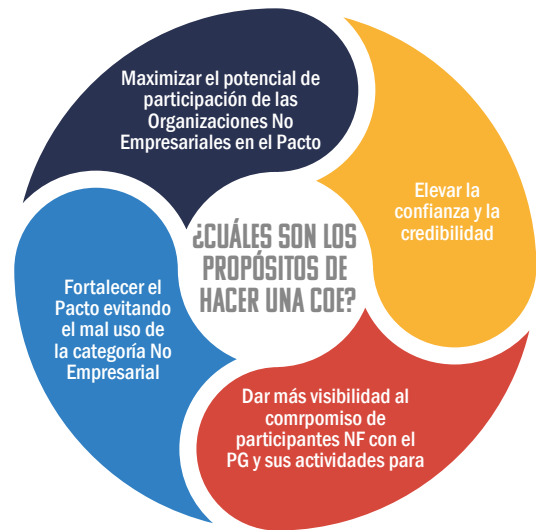 Maximizar el potencial de
participación de las
Organizaciones No
Empresariales en el Pacto
Elevar la
confianza y la
credibilidad
¿CUÁLES SON LOS
PROPÓSITOS DE
HACER UNA COE?
Fortalecer el
Pacto evitando
el mal uso de
la categoría No
Empresarial
Dar más visibilidad al
comrpomiso de
participantes NF con el
PG y sus actividades para